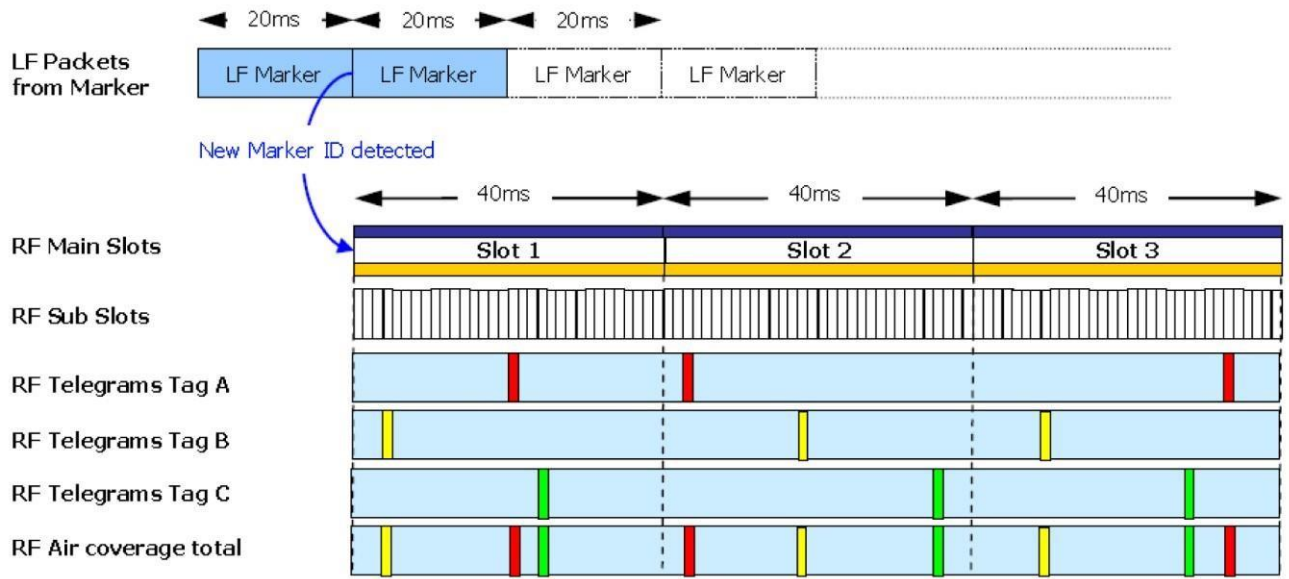 20ms 20ms 20ms
LF Packets
from Marker
LF Marker LF Marker LF Marker LF Marker
New Marker ID detected
40ms 40ms 40ms
RF Main Slots
Slot 1 Slot 2 Slot 3
RF Sub Slots
RF Telegrams Tag A
RF Telegrams Tag B
RF Telegrams Tag C
RF Air coverage total